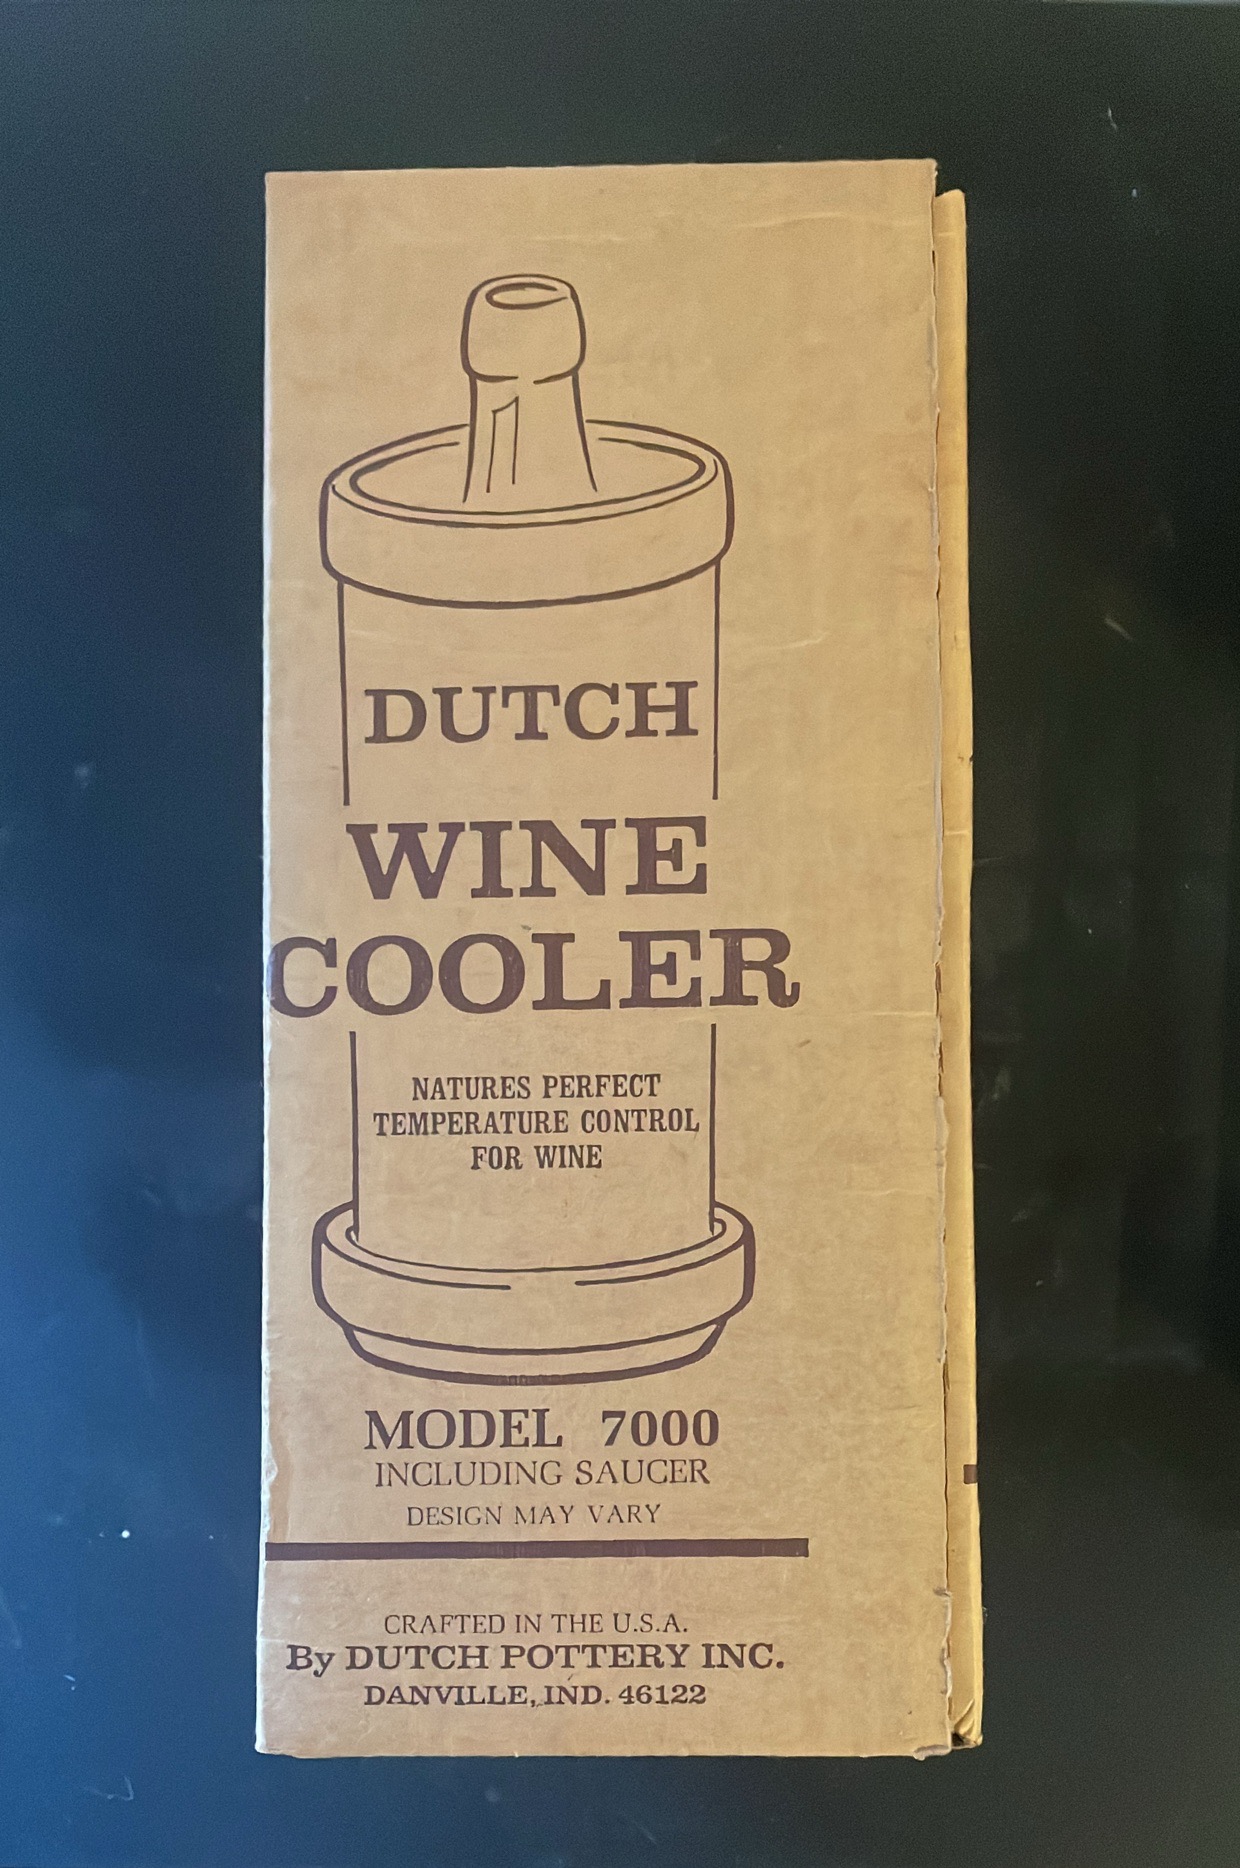 DUTCH
WINE
COOLER
NATURES PERFECT
TEMPERATURE CONTROL
FOR WINE
MODEL 7000
INCLUDING SAUCER
DESIGN MAY VARY
CRAFTED IN THE U.S.A.
By DUTCH POTTERY INC.
DANVILLE, IND. 46122